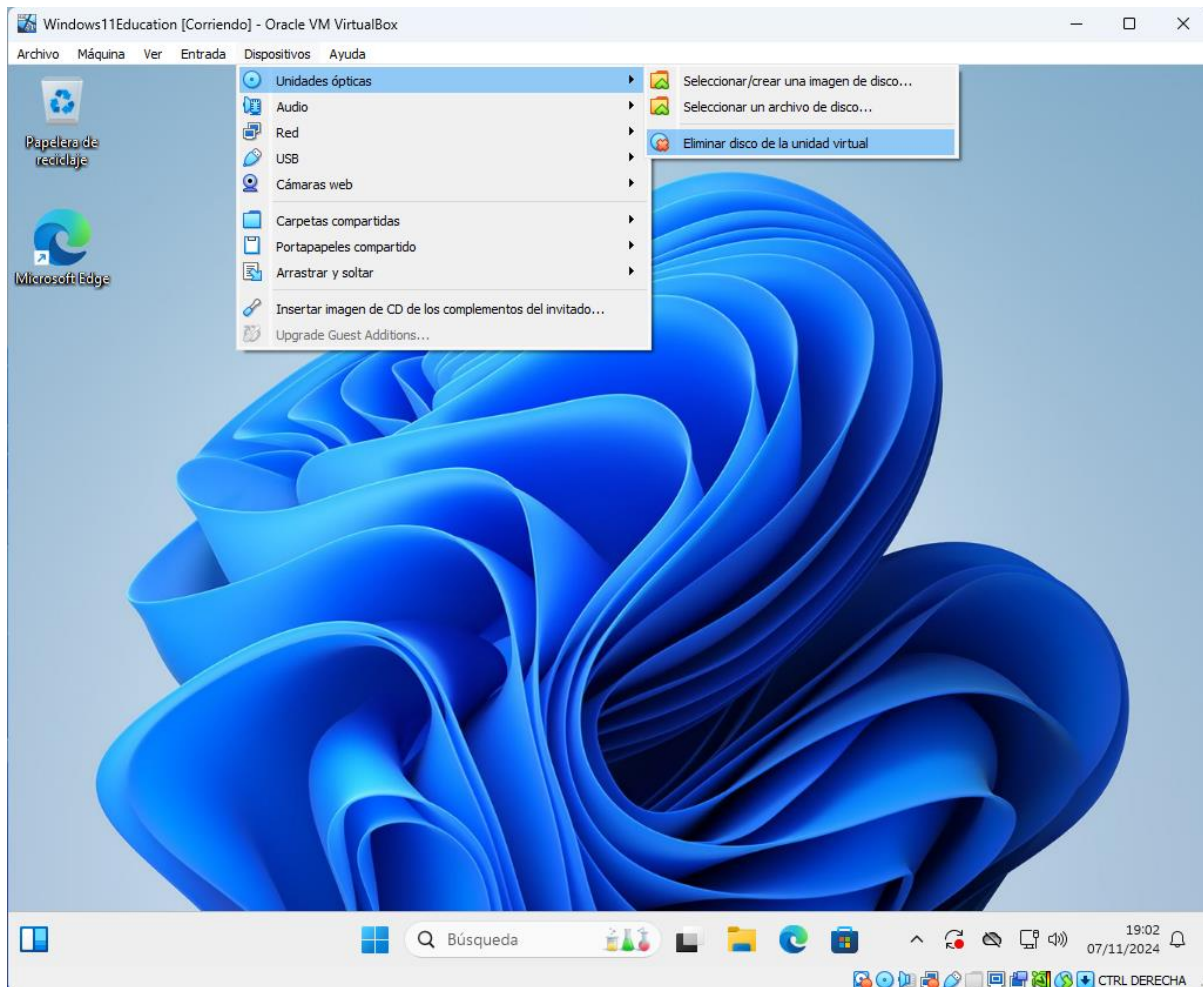 Windows11Education [Corriendo] - Oracle VM VirtualBox
Archivo Máquina Ver Entrada Dispositivos Ayuda
Unidades ópticas
Audio
Red
USB
Cámaras web
Carpetas compartidas
Portapapeles compartido
Arrastrar y soltar
Insertar imagen de CD de los complementos del invitado...
Upgrade Guest Additions...
Seleccionar/crear una imagen de disco...
Seleccionar un archivo de disco...
Eliminar disco de la unidad virtual
Papelera de
reciclaje
Microsoft Edge
Búsqueda
19:02
07/11/2024
CTRL DERECHA